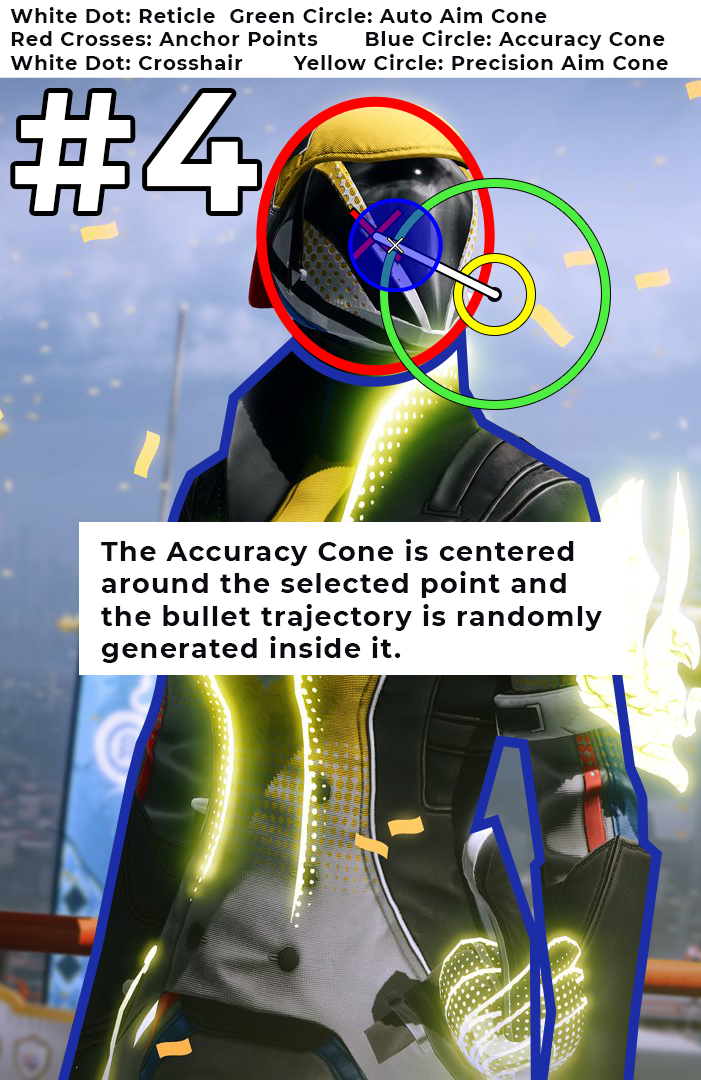 White Dot: Reticle Green Circle: Auto Aim Cone
Red Crosses: Anchor Points Blue Circle: Accuracy Cone
White Dot: Crosshair Yellow Circle: Precision Aim Cone
#4
The Accuracy Cone is centered
around the selected point and
the bullet trajectory is randomly
generated inside it.